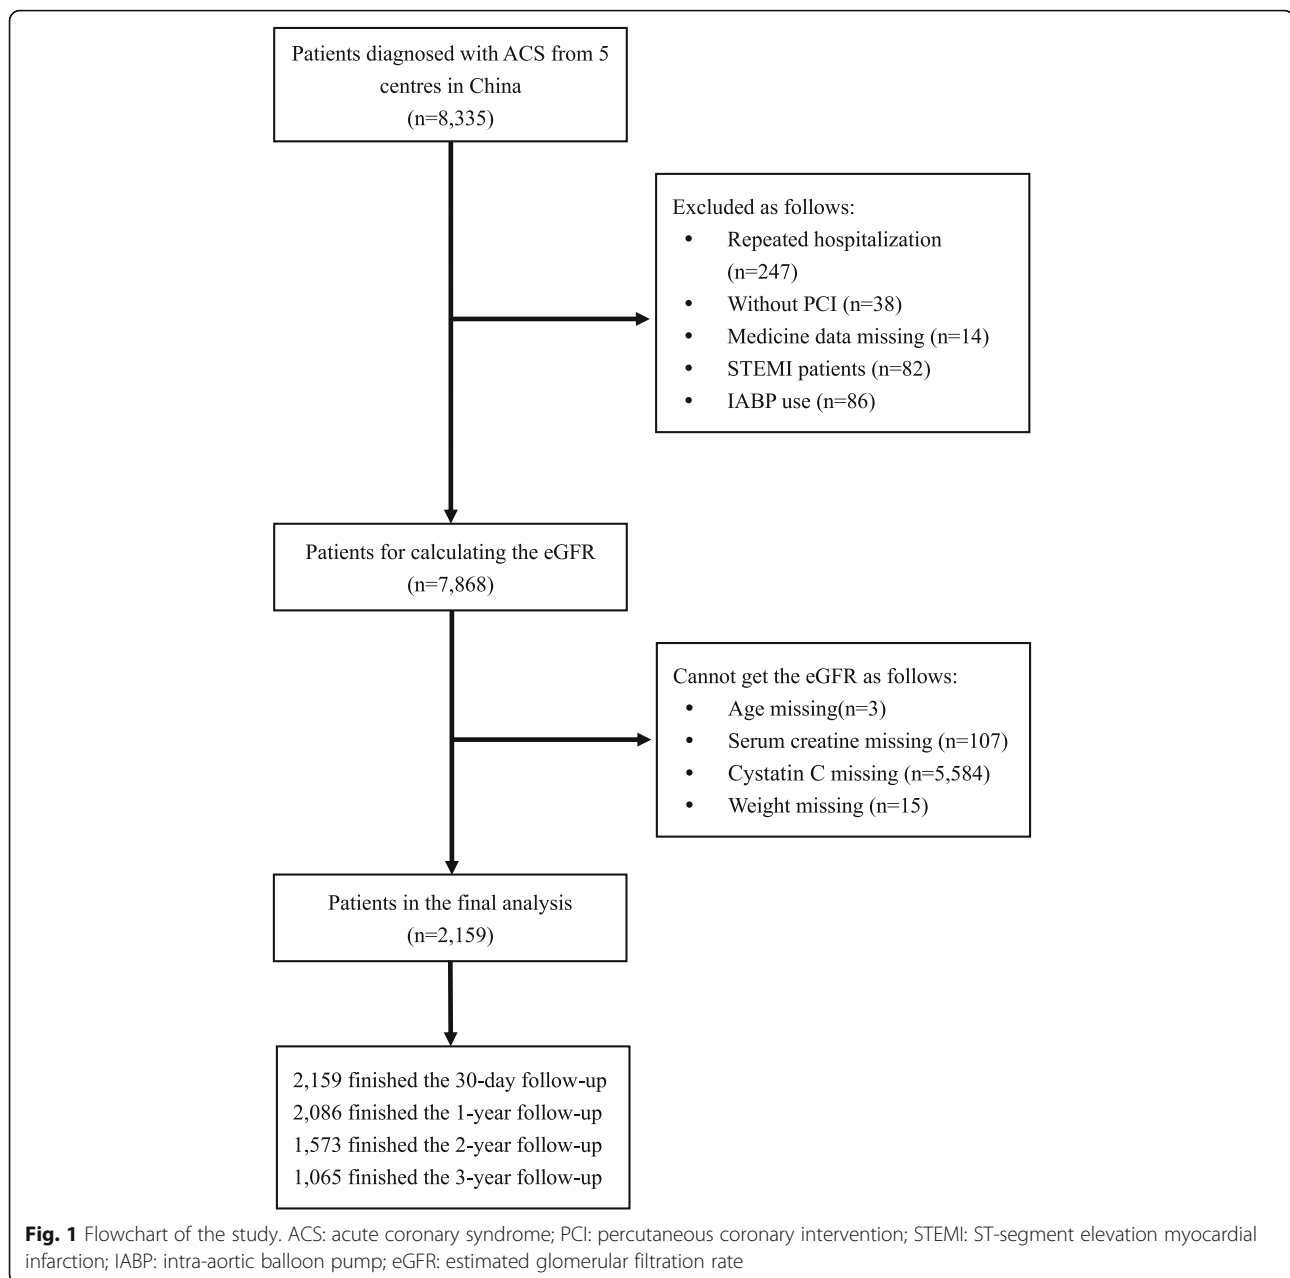 Patients diagnosed with ACS from 5
centres in China
(n=8,335)
Excluded as follows:
• Repeated hospitalization
(n=247)
• Without PCI (n=38)
• Medicine data missing (n=14)
• STEMI patients (n=82)
• IABP use (n=86)
Patients for calculating the eGFR
(n=7,868)
Cannot get the eGFR as follows:
• Age missing(n=3)
• Serum creatine missing (n=107)
• Cystatin C missing (n=5,584)
• Weight missing (n=15)
Patients in the final analysis
(n=2,159)
2,159 finished the 30-day follow-up
2,086 finished the 1-year follow-up
1,573 finished the 2-year follow-up
1,065 finished the 3-year follow-up
Fig. 1 Flowchart of the study. ACS: acute coronary syndrome; PCI: percutaneous coronary intervention; STEMI: ST-segment elevation myocardial
infarction; IABP: intra-aortic balloon pump; eGFR: estimated glomerular filtration rate